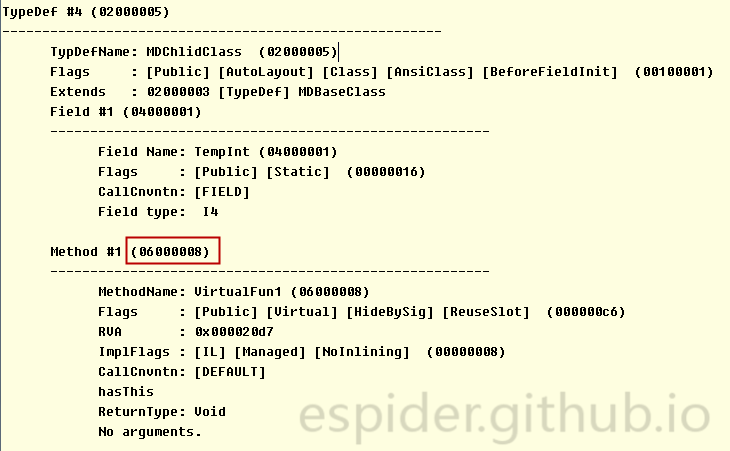 TypeDef #4 (02000005)
-------------------------------------------------------
TypDefName: MDChlidClass (02000005)
Flags : [Public] [AutoLayout] [Class] [AnsiClass] [BeforeFieldInit] (00100001)
Extends : 02000003 [TypeDef] MDBaseClass
Field #1 (04000001)
-------------------------------------------------------
Field Name: TempInt (04000001)
Flags : [Public] [Static] (00000016)
CallCnvntn: [FIELD]
Field type: I4
Method #1 (06000008)
-------------------------------------------------------
MethodName: VirtualFun1 (06000008)
Flags : [Public] [Virtual] [HideBySig] [ReuseSlot] (000000c6)
RVA : 0x000020d7
ImplFlags : [IL] [Managed] [NoInlining] (00000008)
CallCnvntn: [DEFAULT]
hasThis
ReturnType: Void
No arguments.
espider.github.io